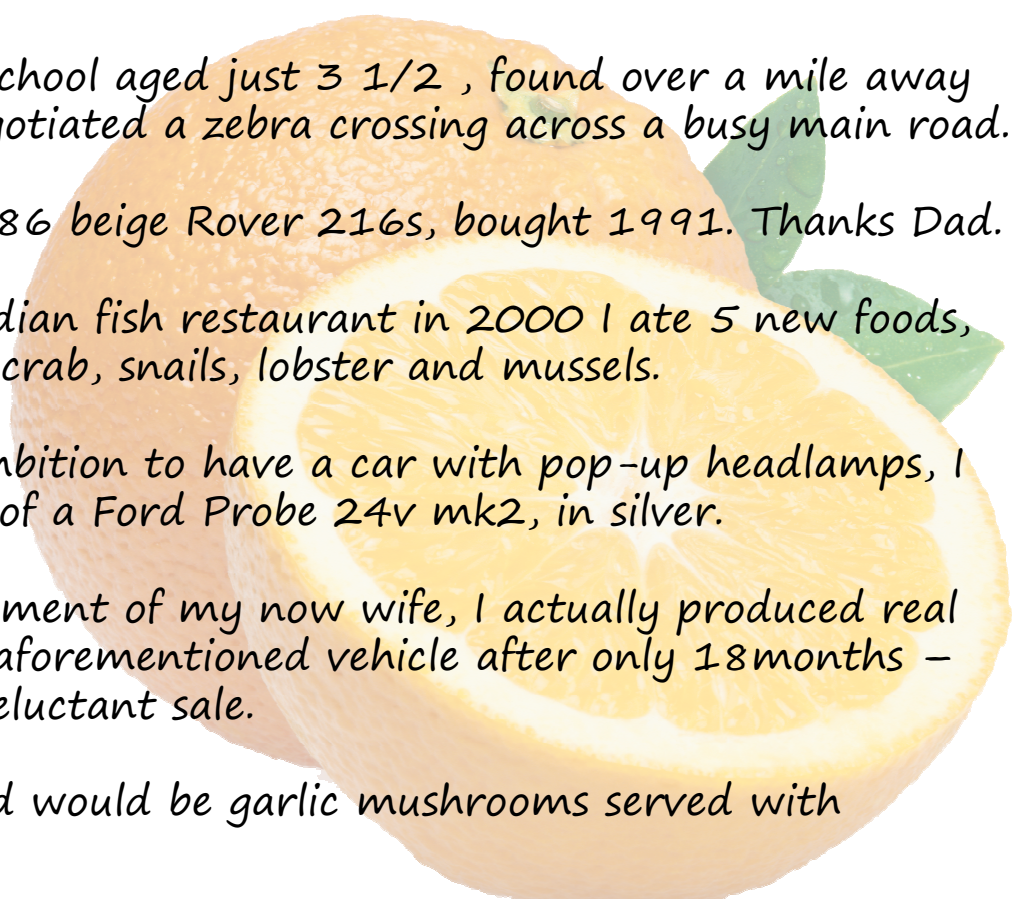 chool aged just 3 1/2 , found over a mile away
gotiated a zebra crossing across a busy main road.
86 beige Rover 216s, bought 1991. Thanks Dad.
dian fish restaurant in 2000 I ate 5 new foods,
crab, snails, lobster and mussels.
mbition to have a car with pop-up headlamps, I
of a Ford Probe 24v mk2, in silver.
ment of my now wife, I actually produced real
aforementioned vehicle after only 18months –
eluctant sale.
d would be garlic mushrooms served with